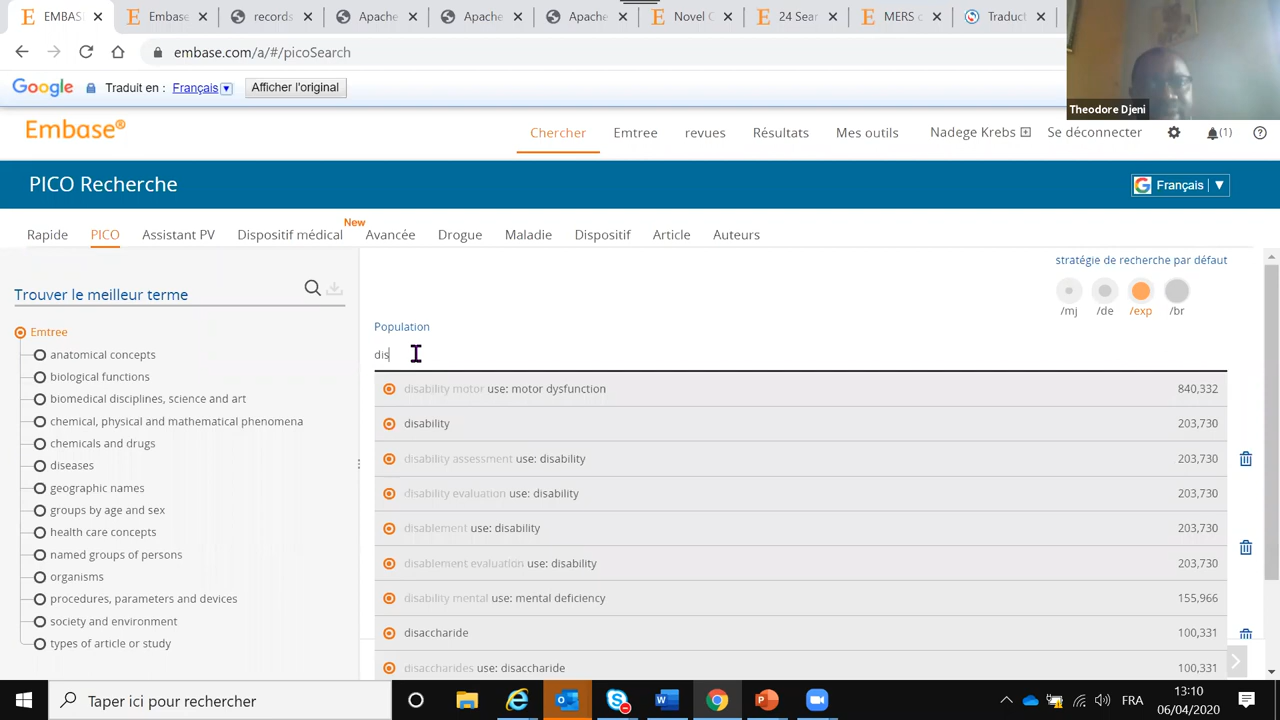 EMBAS
Embase
records
Apache
Apache
Apache
Novel C
24 Sear
MERS c
Traduct
embase.com/a/#/picoSearch
Google Traduit en : Français Afficher l'original
Theodore Djeni
Embase®
Chercher Emtree revues Résultats Mes outils Nadege Krebs Se déconnecter (1)
PICO Recherche
G Français
New
Rapide PICO Assistant PV Dispositif médical Avancée Drogue Maladie Dispositif Article Auteurs
stratégie de recherche par défaut
/mj /de /exp /br
Trouver le meilleur terme
Emtree
anatomical concepts
biological functions
biomedical disciplines, science and art
chemical, physical and mathematical phenomena
chemicals and drugs
diseases
geographic names
groups by age and sex
health care concepts
named groups of persons
organisms
procedures, parameters and devices
society and environment
types of article or study
Population
dis
disability motor use: motor dysfunction 840,332
disability 203,730
disability assessment use: disability 203,730
disability evaluation use: disability 203,730
disablement use: disability 203,730
disablement evaluation use: disability 203,730
disability mental use: mental deficiency 155,966
disaccharide 100,331
disaccharides use: disaccharide 100,331
Taper ici pour rechercher
FRA
13:10
06/04/2020